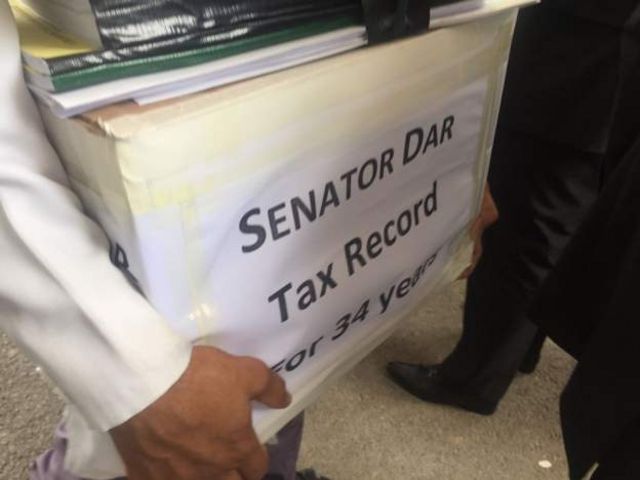 SENATOR DAR
Tax Record
For 34 years